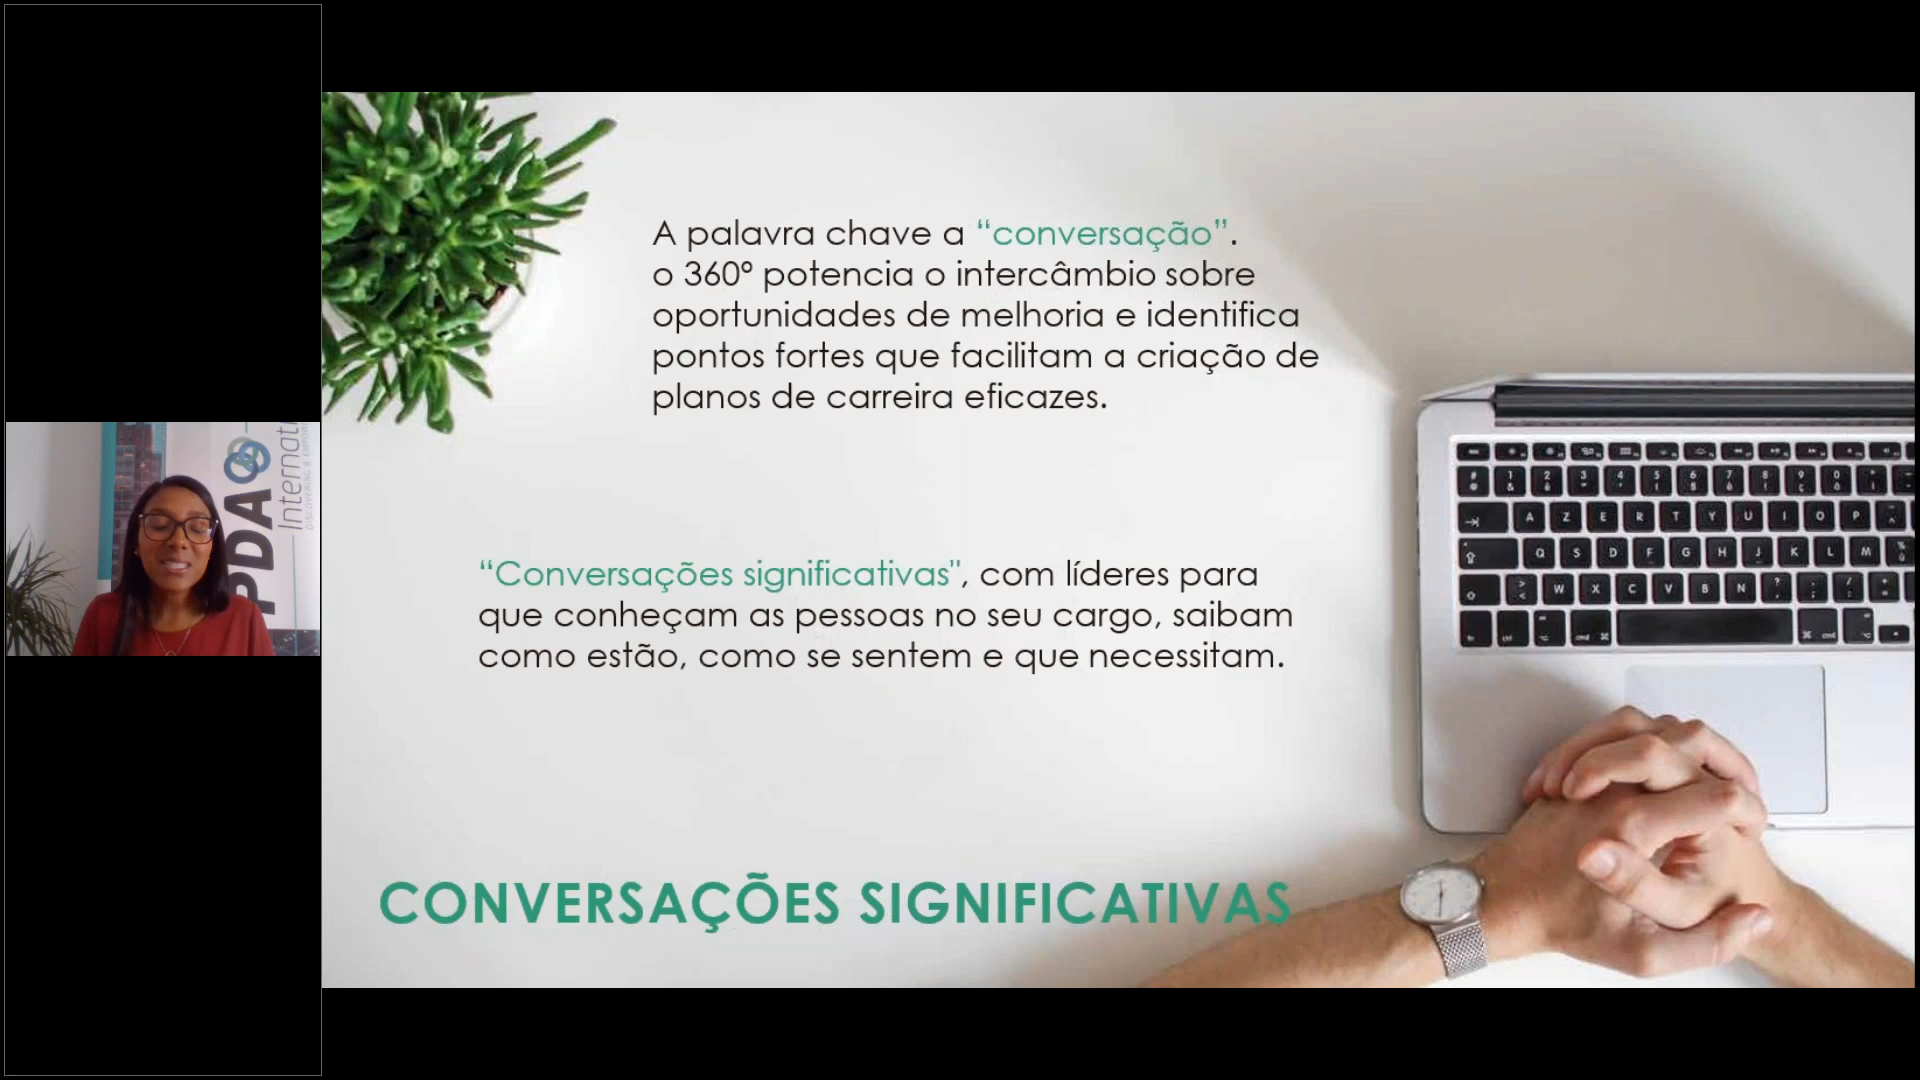 A palavra chave a “conversação”.
o 360º potencia o intercâmbio sobre
oportunidades de melhoria e identifica
pontos fortes que facilitam a criação de
planos de carreira eficazes.
“Conversações significativas", com líderes para
que conheçam as pessoas no seu cargo, saibam
como estão, como se sentem e que necessitam.
CONVERSAÇÕES SIGNIFICATIVAS
PDA
A Z E R T Y U I O P
Q S D F G H J K L M
W X C V B N